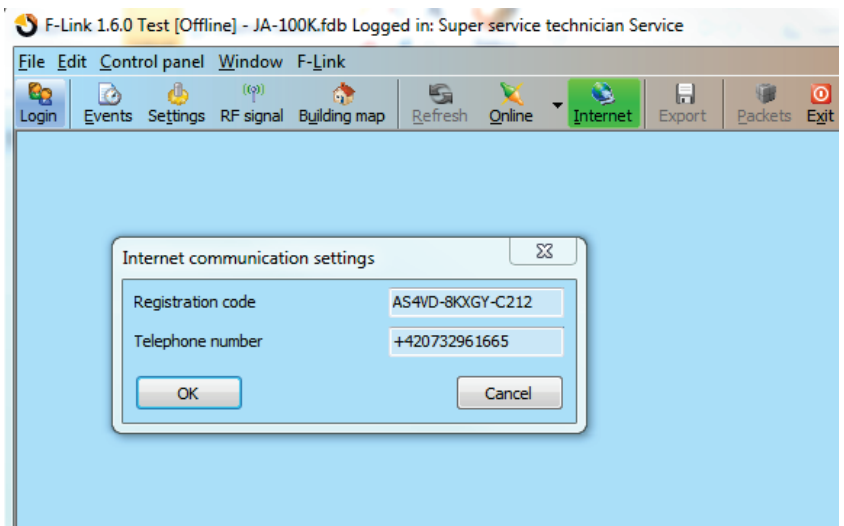 F-Link 1.6.0 Test [Offline] - JA-100K.fdb Logged in: Super service technician Service
File Edit Control panel Window F-Link
Login Events Settings RF signal Building map Refresh Online Internet Export Packets Exit
Internet communication settings
Registration code AS4VD-8KXGY-C212
Telephone number +420732961665
OK Cancel